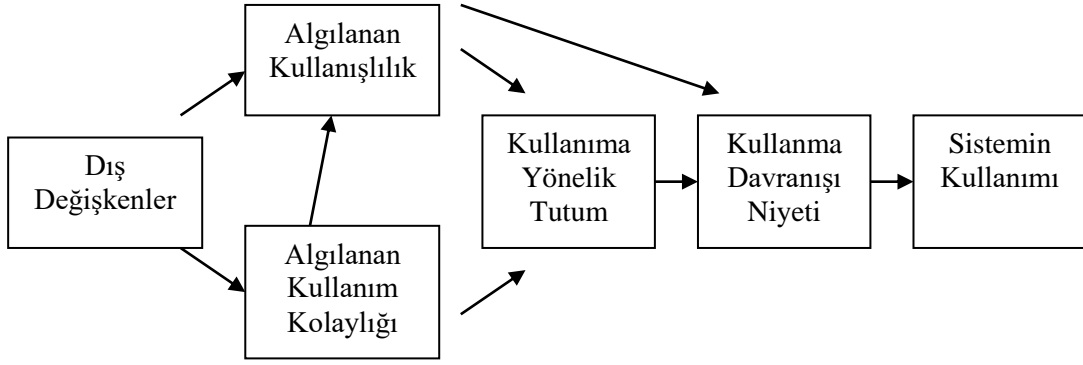 Algılanan
Kullanışlılık
Dış
Değişkenler
Algılanan
Kullanım
Kolaylığı
Kullanıma
Yönelik
Tutum
Kullanma
Davranışı
Niyeti
Sistemin
Kullanımı